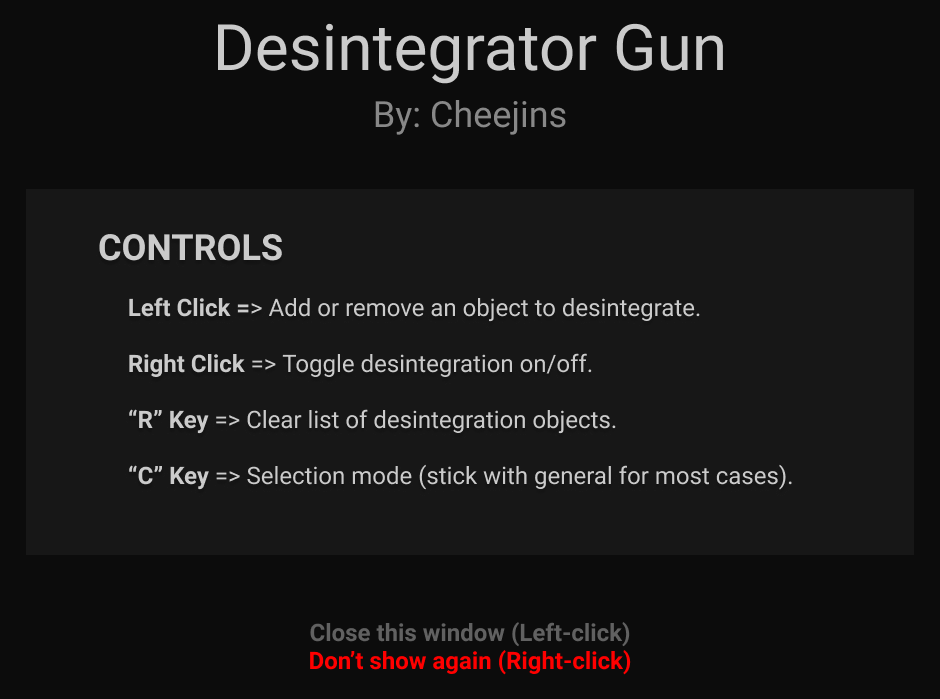 Desintegrator Gun
By: Cheejins
CONTROLS
Left Click => Add or remove an object to desintegrate.
Right Click => Toggle desintegration on/off.
“R” Key => Clear list of desintegration objects.
“C” Key => Selection mode (stick with general for most cases).
Close this window (Left-click)
Don’t show again (Right-click)